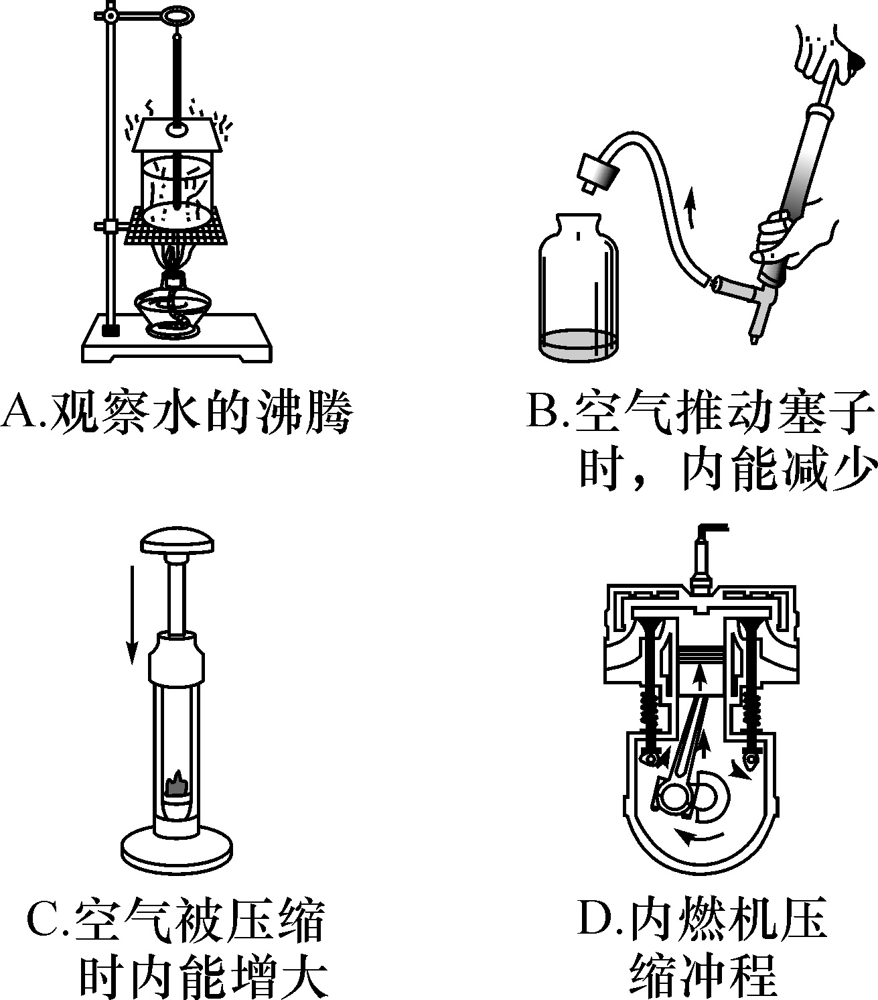 A.观察水的沸腾
B.空气推动塞子
时，内能减少
C.空气被压缩
时内能增大
D.内燃机压
缩冲程